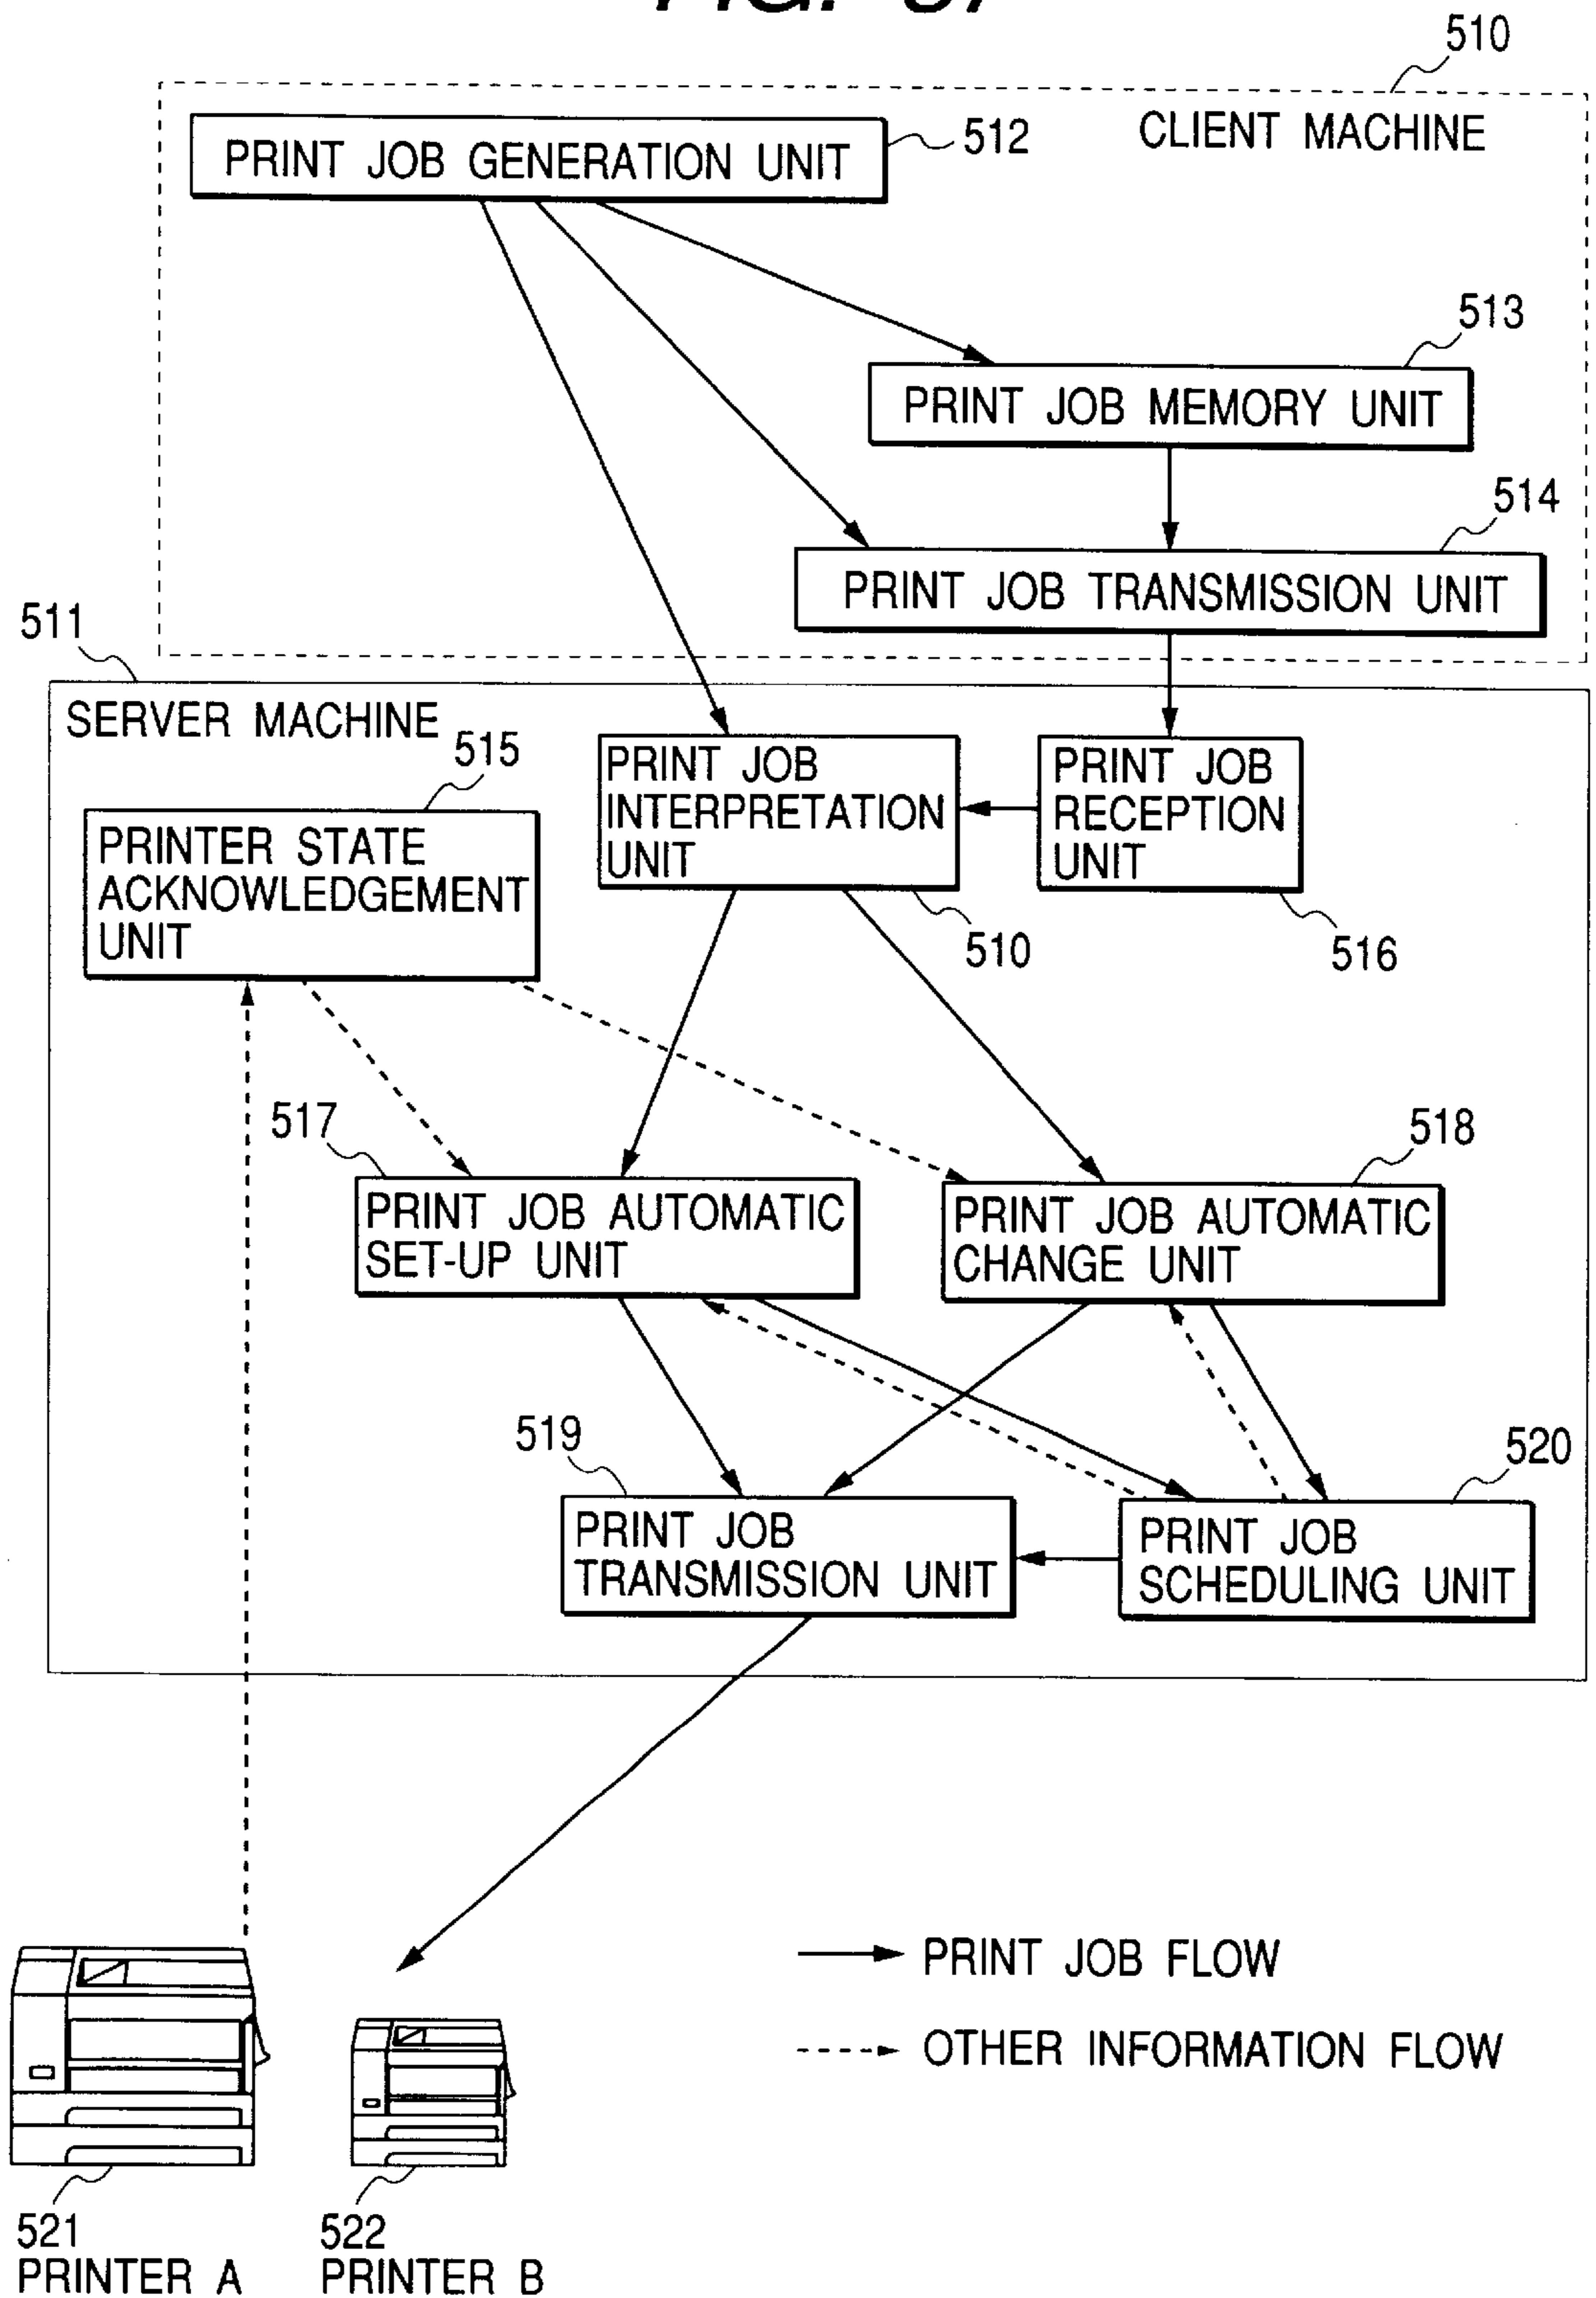 510
CLIENT MACHINE
PRINT JOB GENERATION UNIT
512
513
PRINT JOB MEMORY UNIT
514
PRINT JOB TRANSMISSION UNIT
511
SERVER MACHINE
515
PRINTER STATE
ACKNOWLEDGEMENT
UNIT
PRINT JOB
INTERPRETATION
UNIT
510
PRINT JOB
RECEPTION
UNIT
516
517
PRINT JOB AUTOMATIC
SET-UP UNIT
518
PRINT JOB AUTOMATIC
CHANGE UNIT
519
PRINT JOB
TRANSMISSION UNIT
520
PRINT JOB
SCHEDULING UNIT
PRINT JOB FLOW
OTHER INFORMATION FLOW
521
PRINTER A
522
PRINTER B